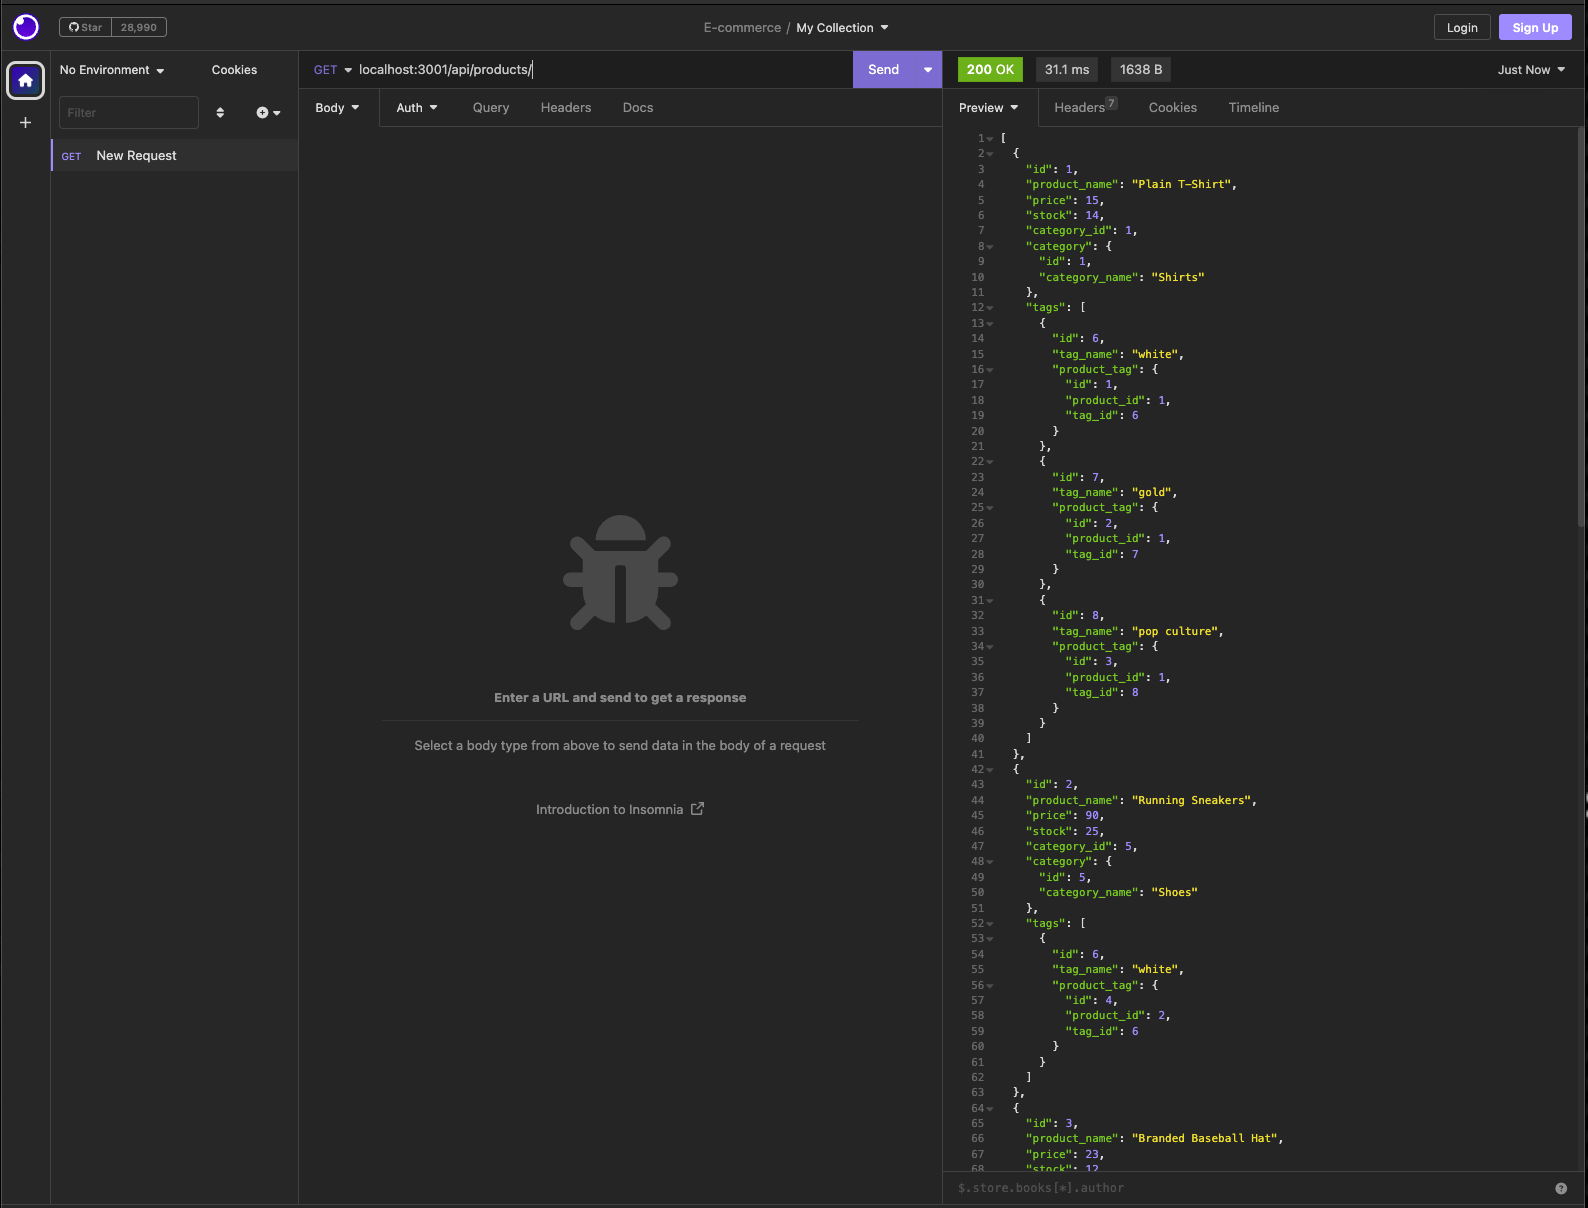 Star 28,990
E-commerce / My Collection
Login
Sign Up
No Environment
Cookies
Filter
GET New Request
GET localhost:3001/api/products/
Send
Body
Auth
Query
Headers
Docs
Enter a URL and send to get a response
Select a body type from above to send data in the body of a request
Introduction to Insomnia
200 OK
31.1 ms
1638 B
Just Now
Preview
Headers 7
Cookies
Timeline
1 [
2 {
3 "id": 1,
4 "product_name": "Plain T-Shirt",
5 "price": 15,
6 "stock": 14,
7 "category_id": 1,
8 "category": {
9 "id": 1,
10 "category_name": "Shirts"
11 },
12 "tags": [
13 {
14 "id": 6,
15 "tag_name": "white",
16 "product_tag": {
17 "id": 1,
18 "product_id": 1,
19 "tag_id": 6
20 }
21 },
22 {
23 "id": 7,
24 "tag_name": "gold",
25 "product_tag": {
26 "id": 2,
27 "product_id": 1,
28 "tag_id": 7
29 }
30 },
31 {
32 "id": 8,
33 "tag_name": "pop culture",
34 "product_tag": {
35 "id": 3,
36 "product_id": 1,
37 "tag_id": 8
38 }
39 }
40 ]
41 },
42 {
43 "id": 2,
44 "product_name": "Running Sneakers",
45 "price": 90,
46 "stock": 25,
47 "category_id": 5,
48 "category": {
49 "id": 5,
50 "category_name": "Shoes"
51 },
52 "tags": [
53 {
54 "id": 6,
55 "tag_name": "white",
56 "product_tag": {
57 "id": 4,
58 "product_id": 2,
59 "tag_id": 6
60 }
61 }
62 ]
63 },
64 {
65 "id": 3,
66 "product_name": "Branded Baseball Hat",
67 "price": 23,
68 "stock": 12,
$.store.books[*].author